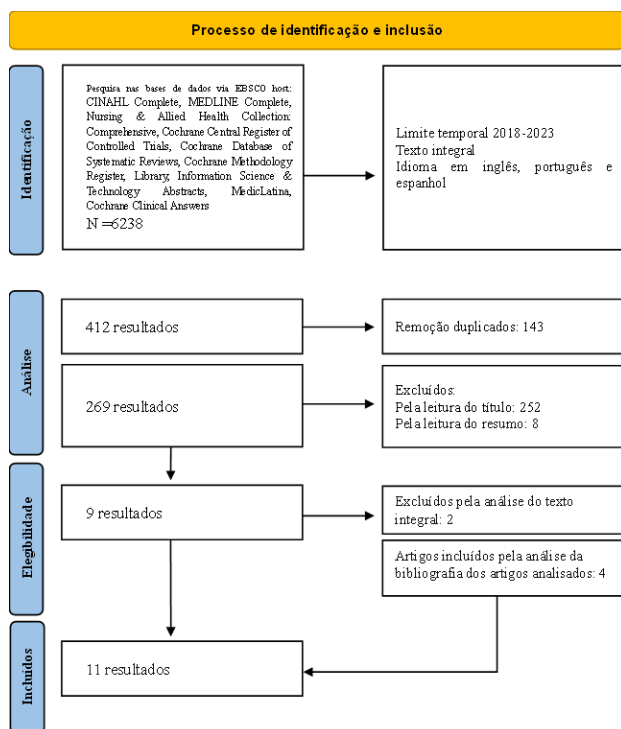 Processo de identificação e inclusão
Identificação
Pesquisa nas bases de dados via EBSCO host:
CINAHL Complete, MEDLINE Complete,
Nursing & Allied Health Collection:
Comprehensive, Cochrane Central Register of
Controlled Trials, Cochrane Database of
Systematic Reviews, Cochrane Methodology
Register, Library, Information Science &
Technology Abstracts, MedicLatina,
Cochrane Clinical Answers
N =6238
Limite temporal 2018-2023
Texto integral
Idioma em inglês, português e
espanhol
Análise
412 resultados
Remoção duplicados: 143
269 resultados
Excluídos:
Pela leitura do título: 252
Pela leitura do resumo: 8
Elegibilidade
9 resultados
Excluídos pela análise do texto
integral: 2
Artigos incluídos pela análise da
bibliografia dos artigos analisados: 4
Incluidos
11 resultados